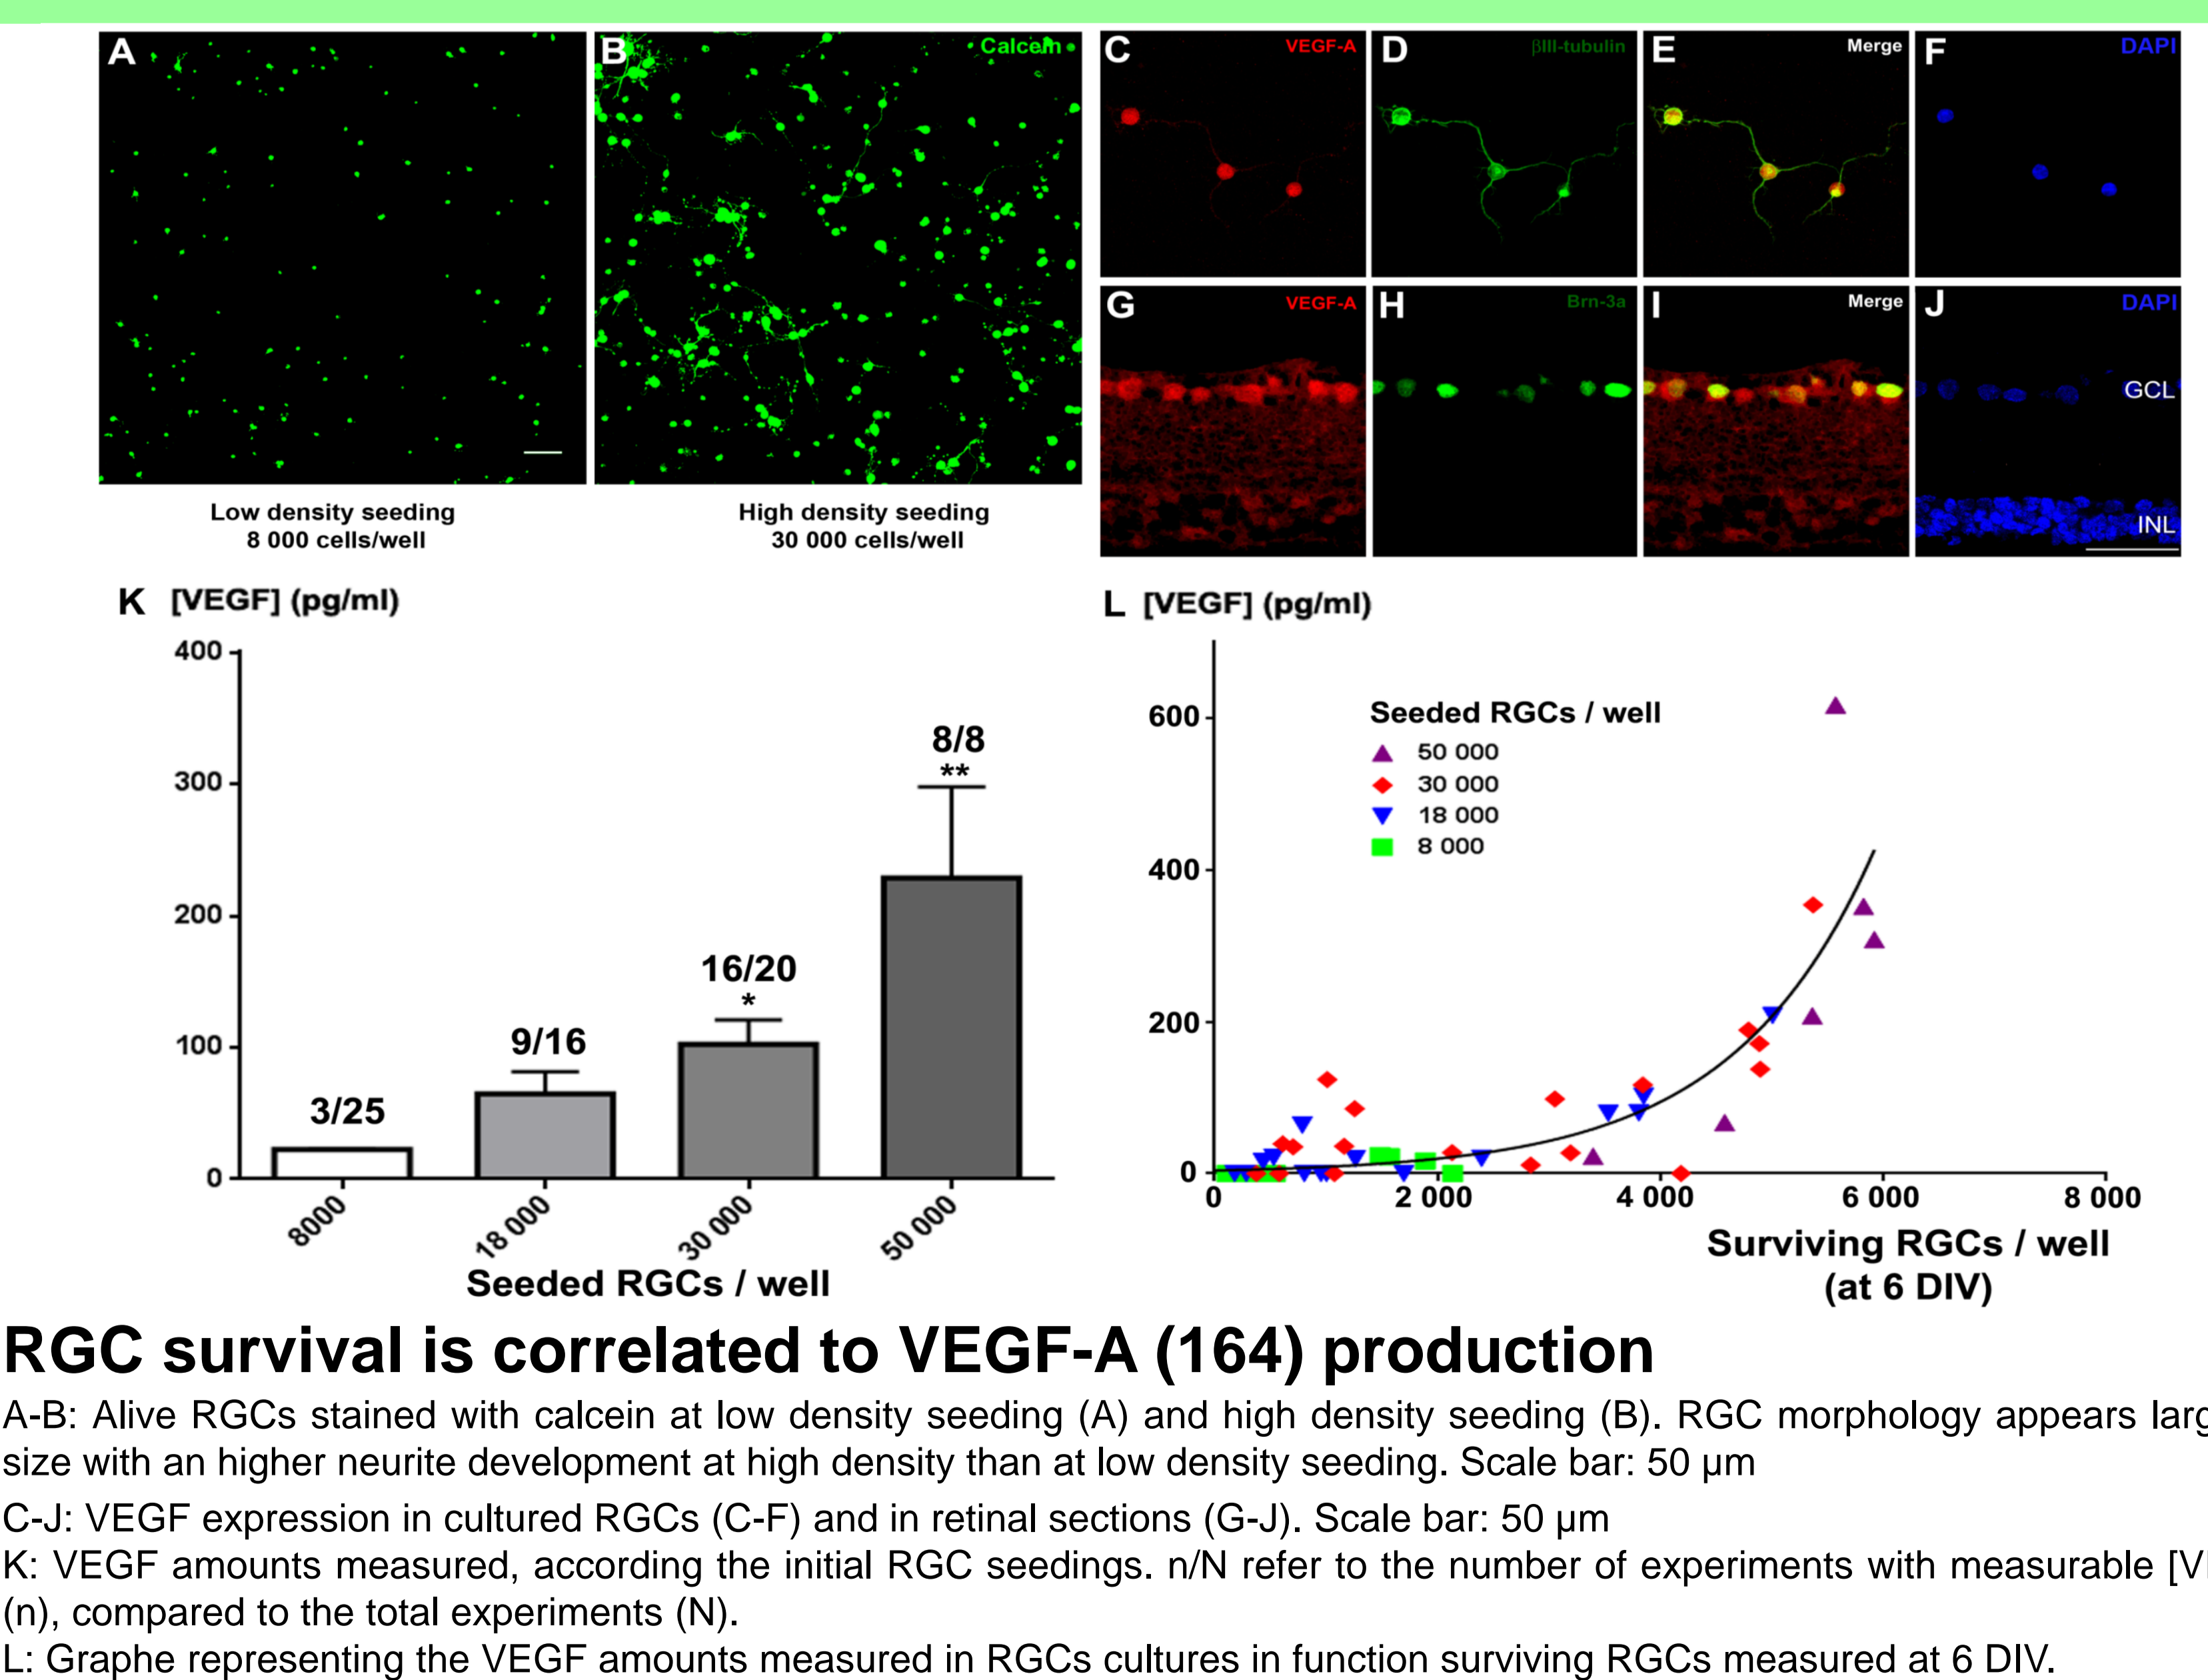 A
B
Calcein
C
VEGF-A
D
βIII-tubulin
E
Merge
F
DAPI
G
VEGF-A
H
Brn-3a
I
Merge
J
DAPI
GCL
INL
Low density seeding
8 000 cells/well
High density seeding
30 000 cells/well
K [VEGF] (pg/ml)
400
300
200
100
0
3/25
9/16
16/20
*
8/8
**
8000
18 000
30 000
50 000
Seeded RGCs / well
L [VEGF] (pg/ml)
600
400
200
0
Seeded RGCs / well
50 000
30 000
18 000
8 000
0
2 000
4 000
6 000
8 000
Surviving RGCs / well
(at 6 DIV)
RGC survival is correlated to VEGF-A (164) production
A-B: Alive RGCs stained with calcein at low density seeding (A) and high density seeding (B). RGC morphology appears
size with an higher neurite development at high density than at low density seeding. Scale bar: 50 µm
C-J: VEGF expression in cultured RGCs (C-F) and in retinal sections (G-J). Scale bar: 50 µm
K: VEGF amounts measured, according the initial RGC seedings. n/N refer to the number of experiments with measurable
(n), compared to the total experiments (N).
L: Graphe representing the VEGF amounts measured in RGCs cultures in function surviving RGCs measured at 6 DIV.